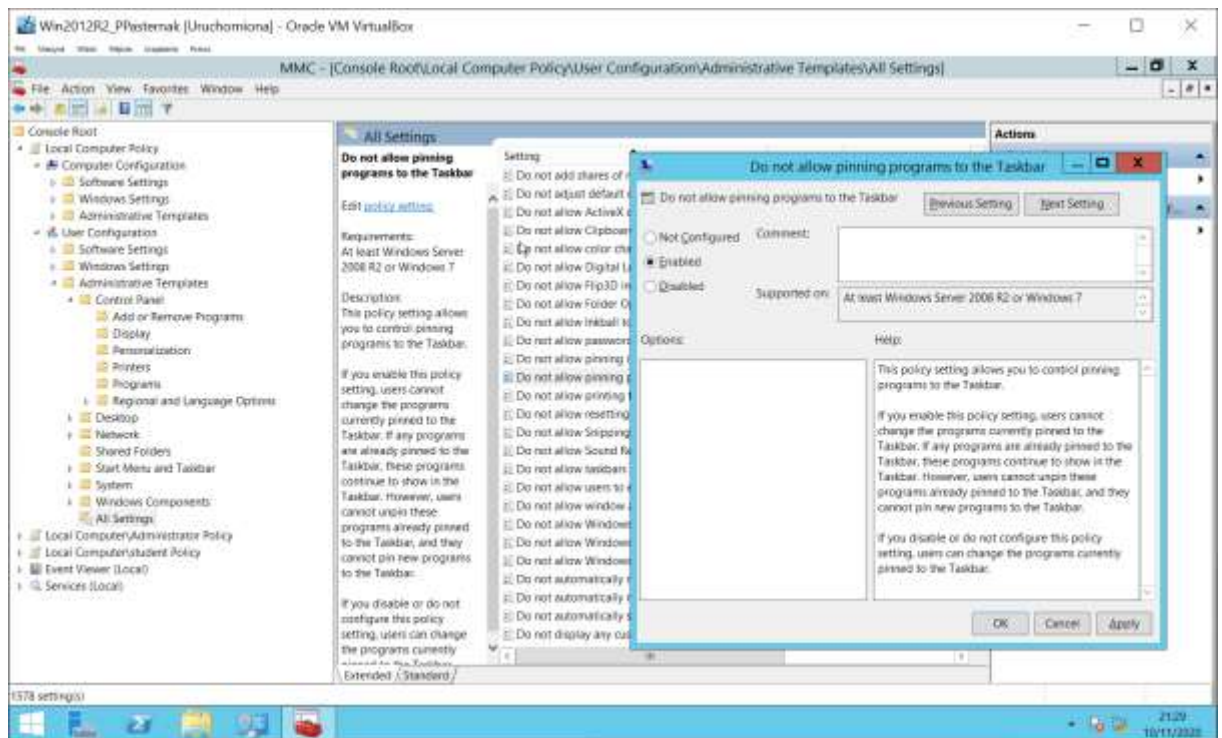 Win2012R2_PPasternak [Uruchomiona] - Oracle VM VirtualBox
MMC - [Console Root\Local Computer Policy\User Configuration\Administrative Templates\All Settings]
File Action View Favorites Window Help
Console Root
Local Computer Policy
Computer Configuration
Software Settings
Windows Settings
Administrative Templates
User Configuration
Software Settings
Windows Settings
Administrative Templates
Control Panel
Add or Remove Programs
Display
Personalization
Printers
Programs
Regional and Language Options
Desktop
Network
Shared Folders
Start Menu and Taskbar
System
Windows Components
All Settings
Local Computer\Administrator Policy
Local Computer\student Policy
Event Viewer (Local)
Services (Local)
All Settings
Do not allow pinning
programs to the Taskbar
Edit policy setting
Requirements:
At least Windows Server
2008 R2 or Windows 7
Description:
This policy setting allows
you to control pinning
programs to the Taskbar.
If you enable this policy
setting, users cannot
change the programs
currently pinned to the
Taskbar. If any programs
are already pinned to the
Taskbar, these programs
continue to show in the
Taskbar. However, users
cannot unpin these
programs already pinned
to the Taskbar, and they
cannot pin new programs
to the Taskbar.
If you disable or do not
configure this policy
setting, users can change
the programs currently
Extended Standard
Setting
Do not add shares of
Do not adjust default
Do not allow ActiveX
Do not allow
Do not allow color
Do not allow Digital
Do not allow Flip3D
Do not allow Folder
Do not allow Inkball
Do not allow
Do not allow pinning
Do not allow pinning
Do not allow printing
Do not allow resetting
Do not allow Snipping
Do not allow Sound
Do not allow taskbars
Do not allow users to
Do not allow window
Do not allow
Do not allow
Do not allow
Do not automatically
Do not automatically
Do not automatically
Do not display any
Actions
Do not allow pinning programs to the Taskbar
Do not allow pinning programs to the Taskbar
Previous Setting
Next Setting
Not Configured
Enabled
Disabled
Comment:
Supported on:
At least Windows Server 2008 R2 or Windows 7
Options:
Help:
This policy setting allows you to control pinning
programs to the Taskbar.
If you enable this policy setting, users cannot
change the programs currently pinned to the
Taskbar. If any programs are already pinned to the
Taskbar, these programs continue to show in the
Taskbar. However, users cannot unpin these
programs already pinned to the Taskbar, and they
cannot pin new programs to the Taskbar.
If you disable or do not configure this policy
setting, users can change the programs currently
pinned to the Taskbar.
OK
Cancel
Apply
1578 setting(s)
21:29
10/11/2020